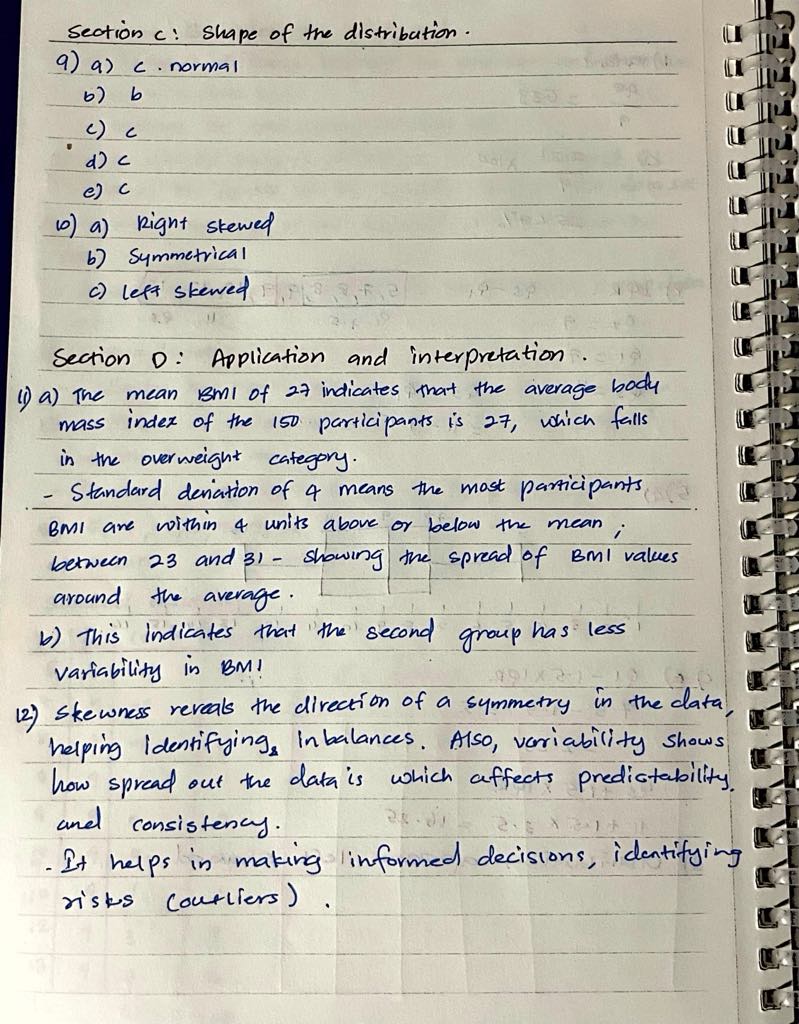 Section C: Shape of the distribution.
9) a) c. normal
b) b
c) c
d) c
e) c
10) a) Right skewed
b) Symmetrical
c) left skewed
Section D: Application and interpretation.
11) a) The mean BMI of 27 indicates that the average body
mass index of the 150 participants is 27, which falls
in the overweight category.
- Standard deviation of 4 means the most participants
BMI are within 4 units above or below the mean;
between 23 and 31 - showing the spread of BMI values
around the average.
b) This indicates that the second group has less
variability in BMI
12) Skewness reveals the direction of a symmetry in the data,
helping identifying inbalances. Also, variability shows
how spread out the data is which affects predictability
and consistency.
- It helps in making informed decisions, identifying
risks (outliers).